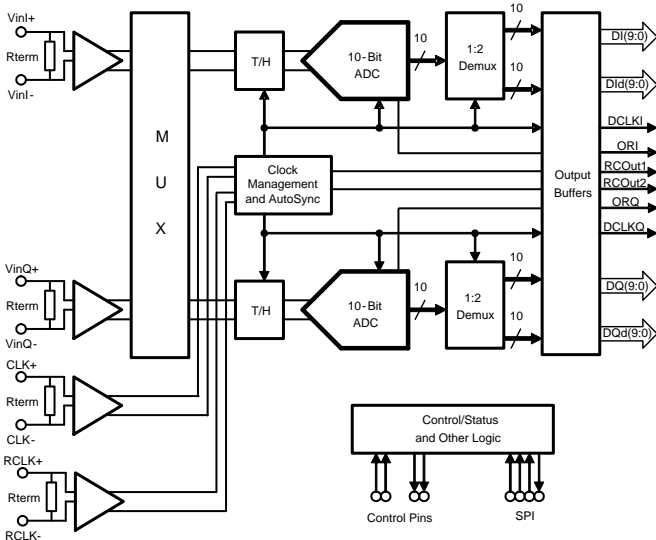 VinI+
Rterm
VinI-
M
U
X
T/H
10-Bit
ADC
10
1:2
Demux
10
10
Output
Buffers
DI(9:0)
DId(9:0)
DCLKI
ORI
RCOut1
RCOut2
ORQ
DCLKQ
DQ(9:0)
DQd(9:0)
Clock
Management
and AutoSync
VinQ+
Rterm
VinQ-
T/H
10-Bit
ADC
10
1:2
Demux
10
10
CLK+
Rterm
CLK-
RCLK+
Rterm
RCLK-
Control/Status
and Other Logic
Control Pins
SPI